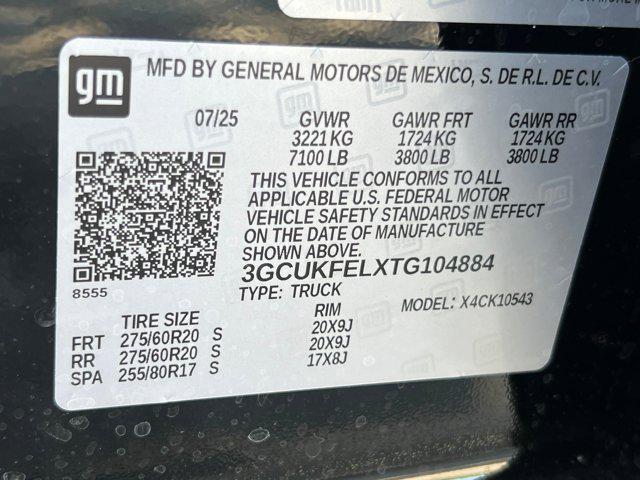 gm
MFD BY GENERAL MOTORS DE MEXICO, S. DE R.L. DE C.V.
07/25 GVWR GAWR FRT GAWR RR
3221 KG 1724 KG 1724 KG
7100 LB 3800 LB 3800 LB
THIS VEHICLE CONFORMS TO ALL
APPLICABLE U.S. FEDERAL MOTOR
VEHICLE SAFETY STANDARDS IN EFFECT
ON THE DATE OF MANUFACTURE
SHOWN ABOVE.
3GCUKFELXTG104884
8555
TYPE: TRUCK MODEL: X4CK10543
TIRE SIZE RIM
FRT 275/60R20 S 20X9J
RR 275/60R20 S 20X9J
SPA 255/80R17 S 17X8J